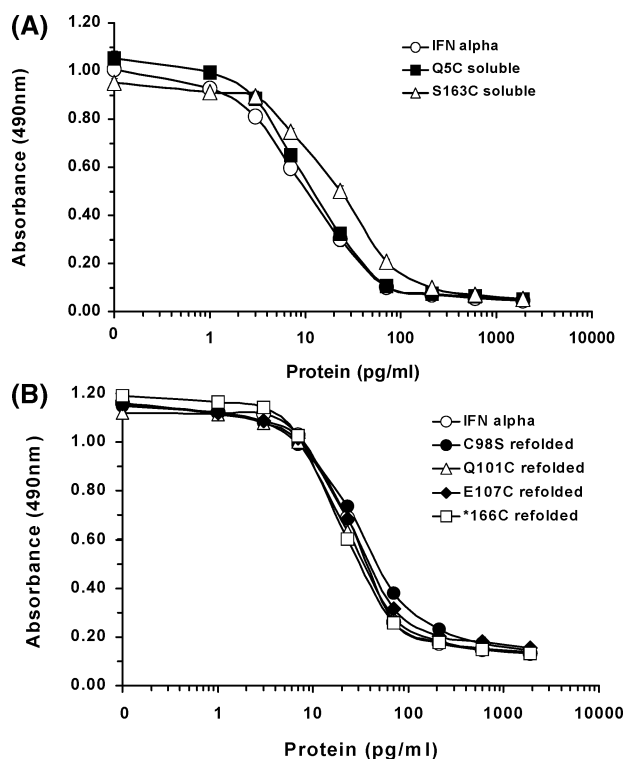 (A)
1.20
1.00
0.80
0.60
0.40
0.20
0.00
Absorbance (490nm)
IFN alpha
Q5C soluble
S163C soluble
0
1
10
100
1000
10000
Protein (pg/ml)
(B)
1.20
1.00
0.80
0.60
0.40
0.20
0.00
Absorbance (490nm)
IFN alpha
C98S refolded
Q101C refolded
E107C refolded
*166C refolded
0
1
10
100
1000
10000
Protein (pg/ml)